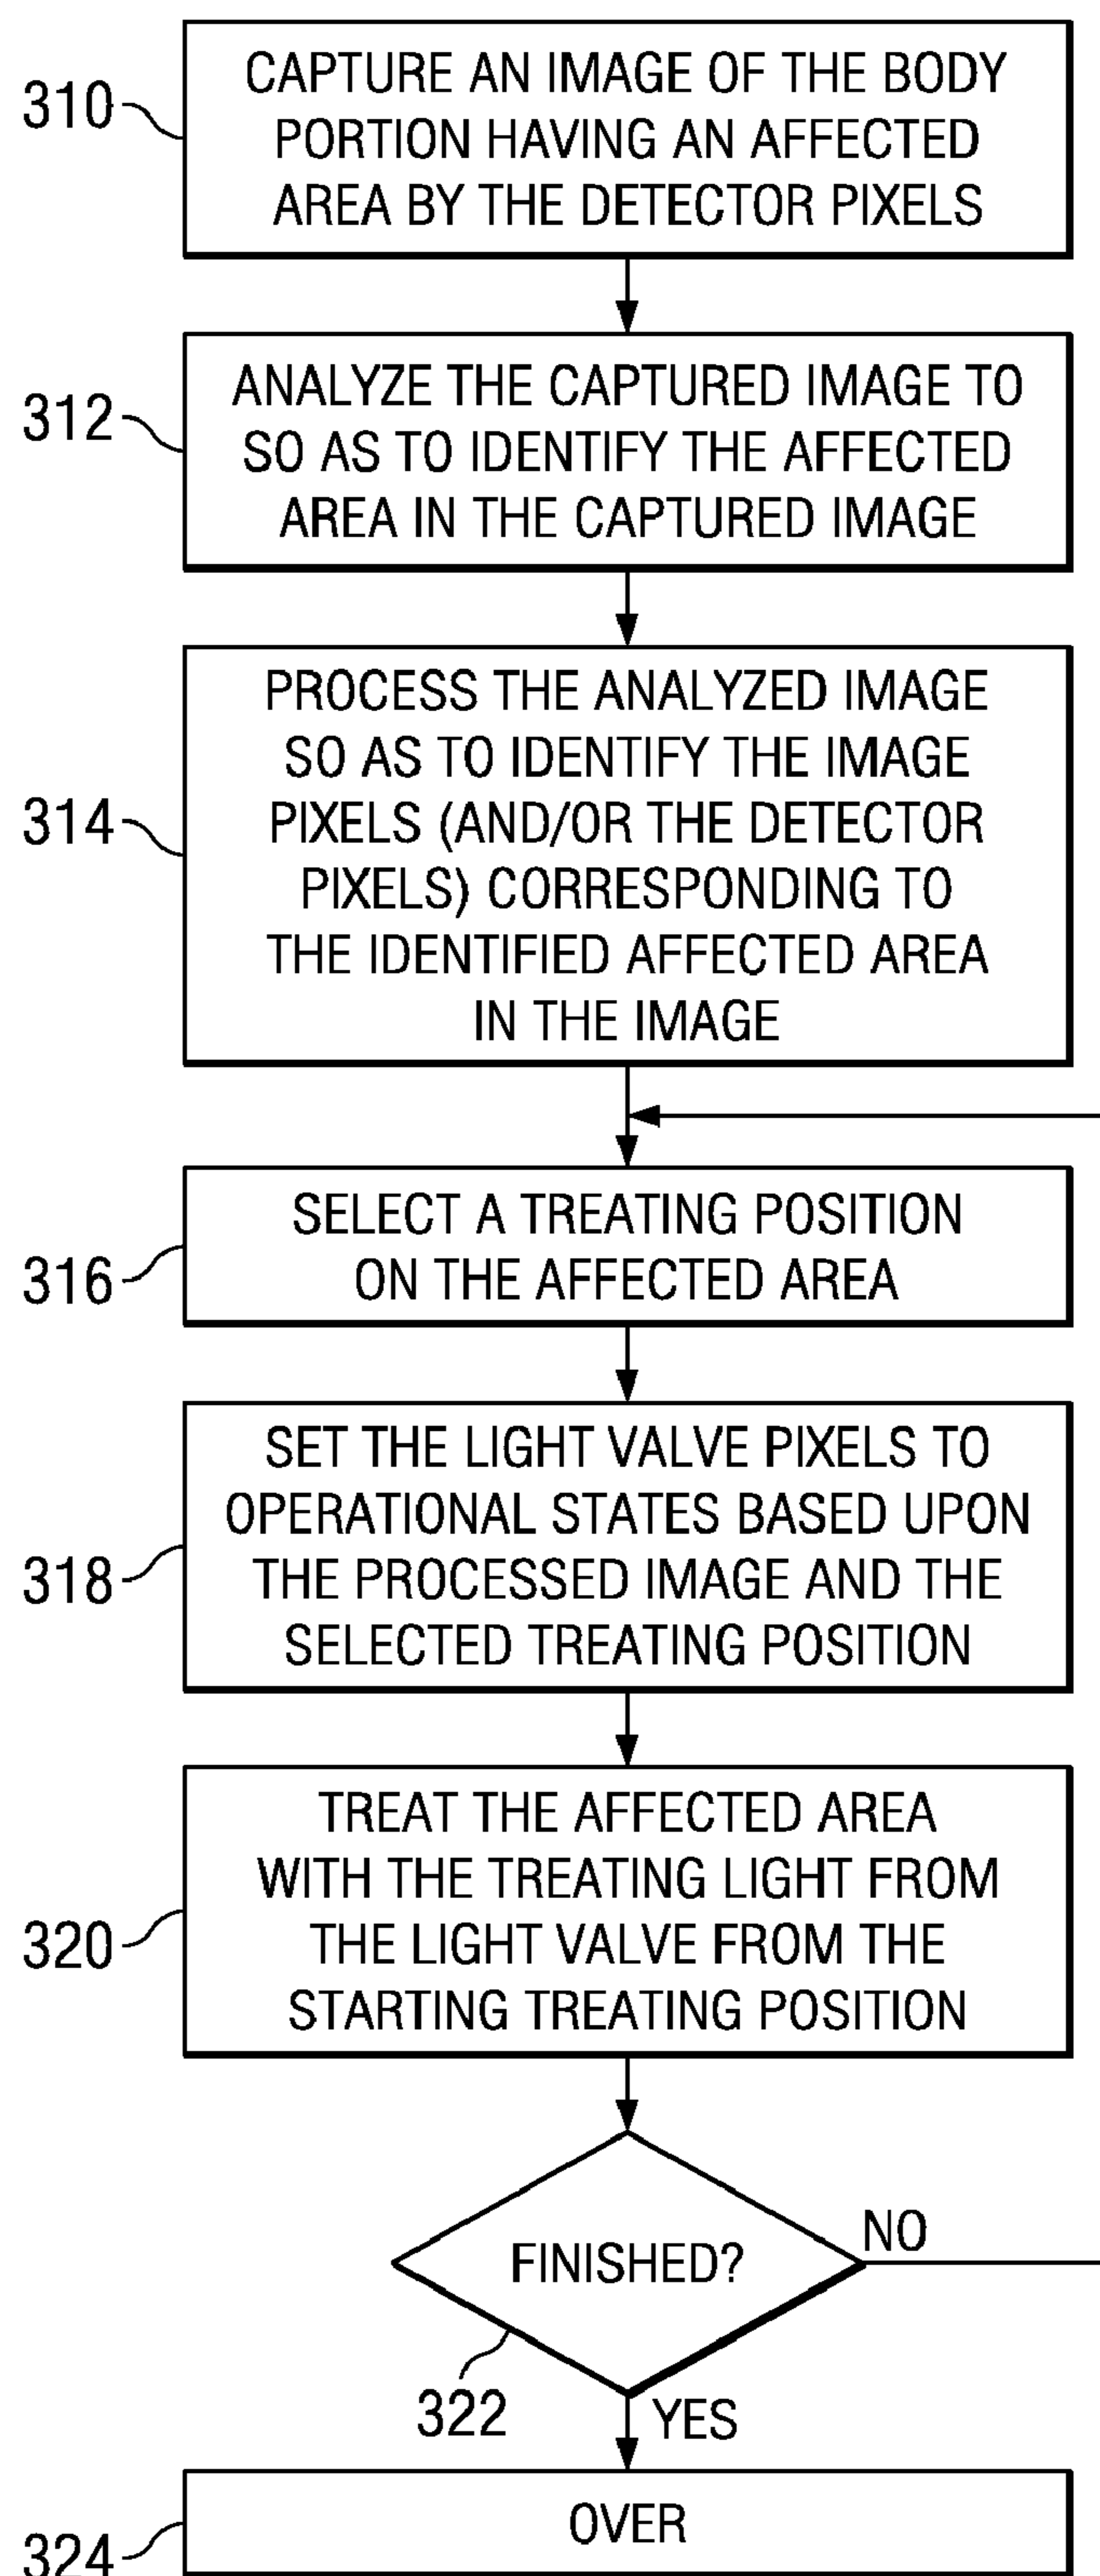 310
CAPTURE AN IMAGE OF THE BODY
PORTION HAVING AN AFFECTED
AREA BY THE DETECTOR PIXELS
312
ANALYZE THE CAPTURED IMAGE TO
SO AS TO IDENTIFY THE AFFECTED
AREA IN THE CAPTURED IMAGE
314
PROCESS THE ANALYZED IMAGE
SO AS TO IDENTIFY THE IMAGE
PIXELS (AND/OR THE DETECTOR
PIXELS) CORRESPONDING TO
THE IDENTIFIED AFFECTED AREA
IN THE IMAGE
316
SELECT A TREATING POSITION
ON THE AFFECTED AREA
318
SET THE LIGHT VALVE PIXELS TO
OPERATIONAL STATES BASED UPON
THE PROCESSED IMAGE AND THE
SELECTED TREATING POSITION
320
TREAT THE AFFECTED AREA
WITH THE TREATING LIGHT FROM
THE LIGHT VALVE FROM THE
STARTING TREATING POSITION
FINISHED?
NO
322
YES
324
OVER